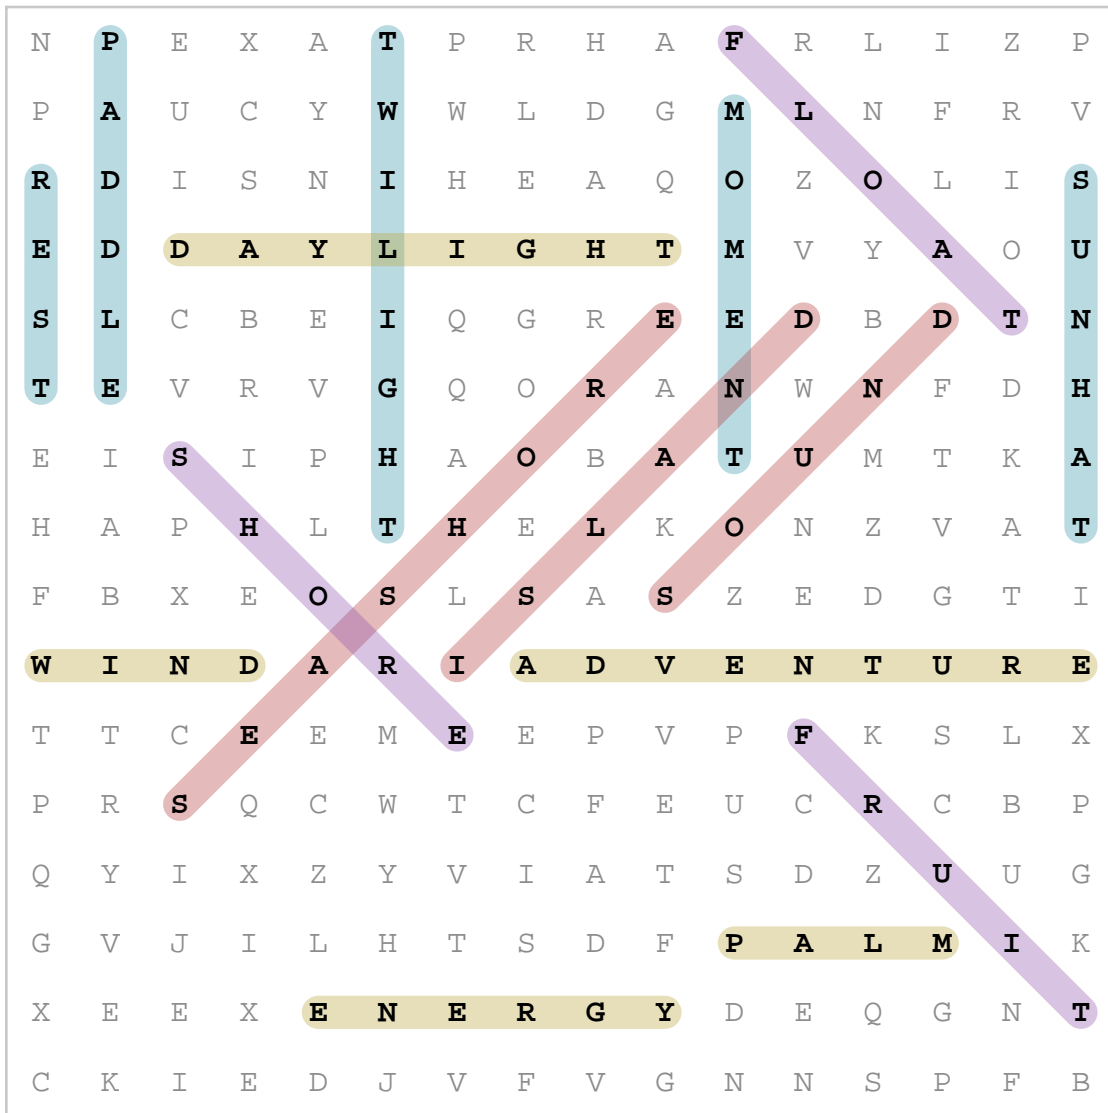 N P E X A T P R H A F R L I Z P
P A U C Y W W L D G M L N F R V
R D I S N I H E A Q O Z O L I S
E D D A Y L I G H T M V Y A O U
S L C B E I Q G R E E D B D T N
T E V R V G Q O R A N W N F D H
E I S I P H A O B A T U M T K A
H A P H L T H E L K O N Z V A T
F B X E O S L S A S Z E D G T I
W I N D A R I A D V E N T U R E
T T C E E M E E P V P F K S L X
P R S Q C W T C F E U C R C B P
Q Y I X Z Y V I A T S D Z U U G
G V J I L H T S D F P A L M I K
X E E X E N E R G Y D E Q G N T
C K I E D J V F V G N N S P F B